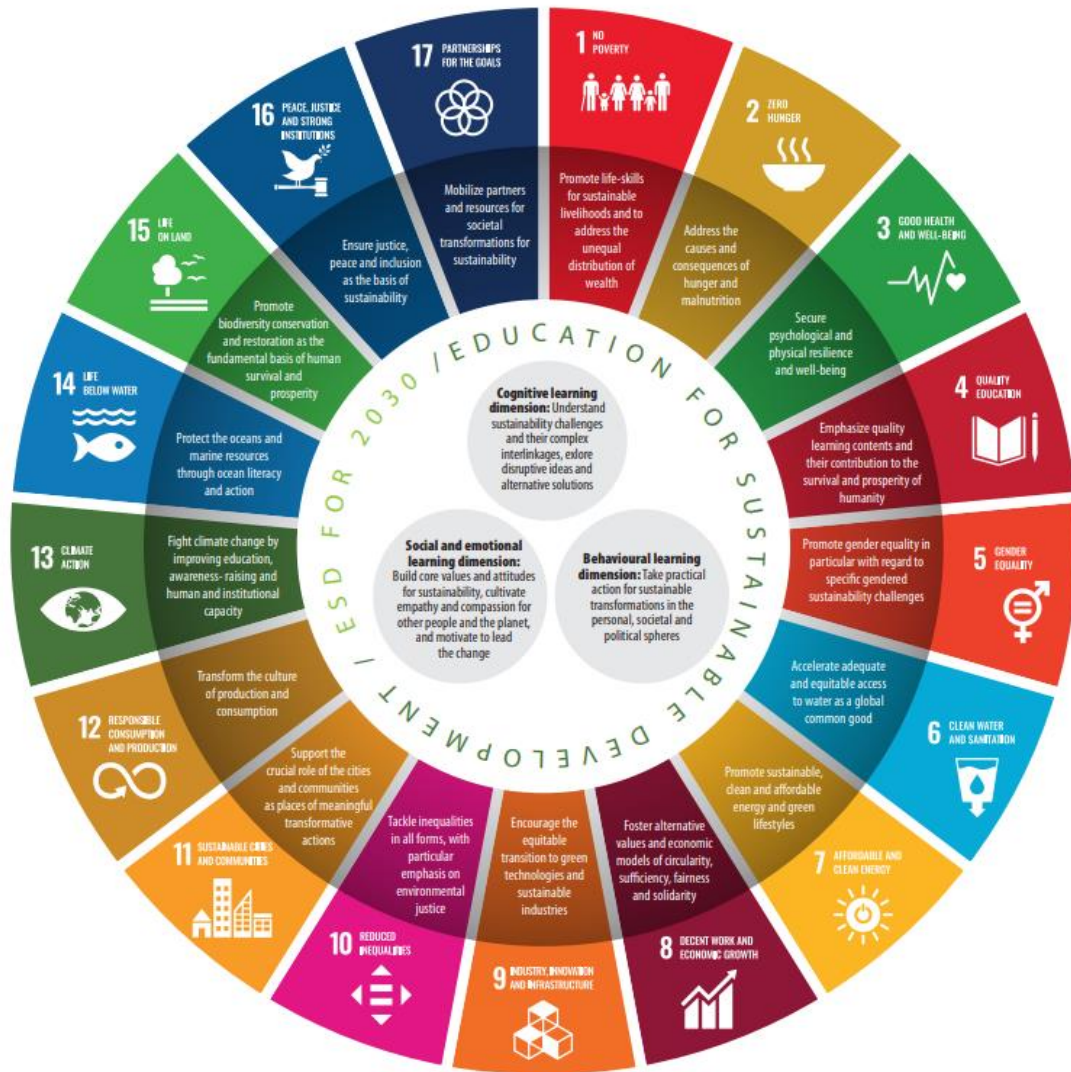 1 NO
POVERTY
Promote life-skills
for sustainable
livelihoods and to
address the
unequal
distribution of
wealth
2 ZERO
HUNGER
Address the
causes and
consequences of
hunger and
malnutrition
3 GOOD HEALTH
AND WELL-BEING
Secure
psychological and
physical resilience
and well-being
4 QUALITY
EDUCATION
Emphasize quality
learning contents and
their contribution to the
survival and prosperity of
humanity
5 GENDER
EQUALITY
Promote gender equality in
particular with regard to
specific gendered
sustainability challenges
6 CLEAN WATER
AND SANITATION
Accelerate adequate
and equitable access
to water as a global
common good
7 AFFORDABLE AND
CLEAN ENERGY
Promote sustainable,
clean and affordable
energy and green
lifestyles
8 DECENT WORK AND
ECONOMIC GROWTH
Foster alternative
values and economic
models of circularity,
sufficiency, fairness
and solidarity
9 INDUSTRY, INNOVATION
AND INFRASTRUCTURE
Encourage the
equitable
transition to green
technologies and
sustainable
industries
10 REDUCED
INEQUALITIES
Tackle inequalities
in all forms, with
particular
emphasis on
environmental
justice
11 SUSTAINABLE CITIES
AND COMMUNITIES
Support the
crucial role of the cities
and communities
as places of meaningful
transformative
actions
12 RESPONSIBLE
CONSUMPTION
AND PRODUCTION
Transform the culture
of production and
consumption
13 CLIMATE
ACTION
Fight climate change by
improving education,
awareness- raising and
human and institutional
capacity
14 LIFE
BELOW WATER
Protect the oceans and
marine resources
through ocean literacy
and action
15 LIFE
ON LAND
Promote
biodiversity conservation
and restoration as the
fundamental basis of human
survival and
prosperity
16 PEACE, JUSTICE
AND STRONG
INSTITUTIONS
Ensure justice,
peace and inclusion
as the basis of
sustainability
17 PARTNERSHIPS
FOR THE GOALS
Mobilize partners
and resources for
societal
transformations for
sustainability
ESD FOR 2030 / EDUCATION FOR SUSTAINABLE DEVELOPMENT /
Cognitive learning
dimension: Understand
sustainability challenges
and their complex
interlinkages, exlore
disruptive ideas and
alternative solutions
Social and emotional
learning dimension:
Build core values and attitudes
for sustainability, cultivate
empathy and compassion for
other people and the planet,
and motivate to lead
the change
Behavioural learning
dimension: Take practical
action for sustainable
transformations in the
personal, societal and
political spheres